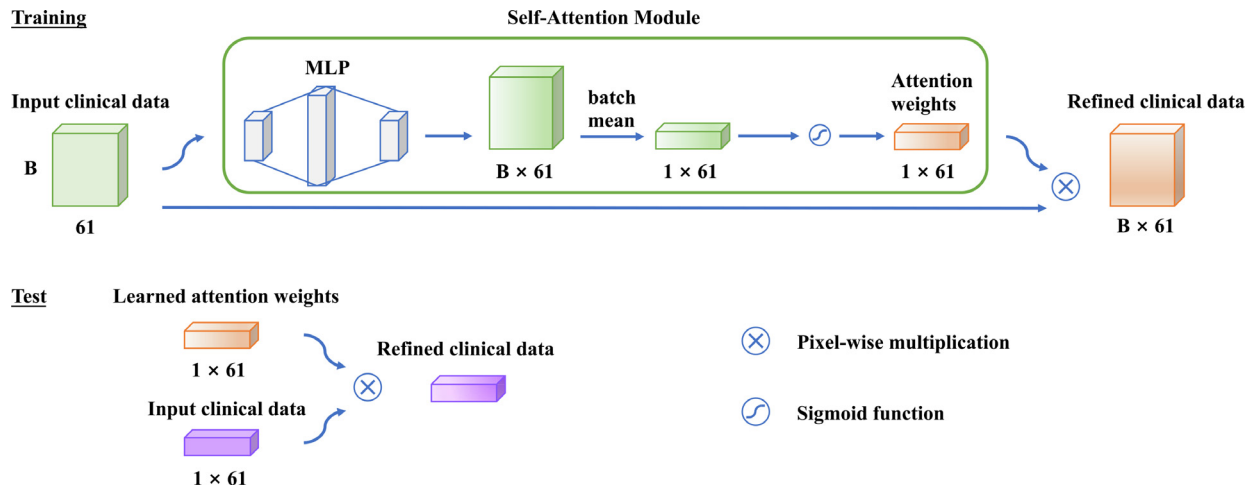 Training
Self-Attention Module
MLP
Input clinical data
B
61
B × 61
batch
mean
1 × 61
Attention
weights
1 × 61
Refined clinical data
B × 61
Test
Learned attention weights
1 × 61
Input clinical data
1 × 61
Refined clinical data
Pixel-wise multiplication
Sigmoid function